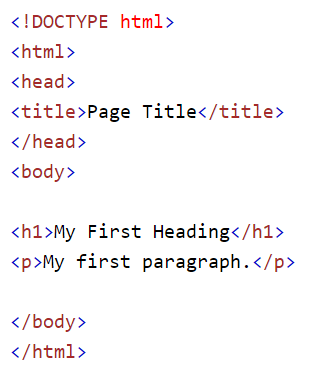 <!DOCTYPE html>
<html>
<head>
<title>Page Title</title>
</head>
<body>
<h1>My First Heading</h1>
<p>My first paragraph.</p>
</body>
</html>